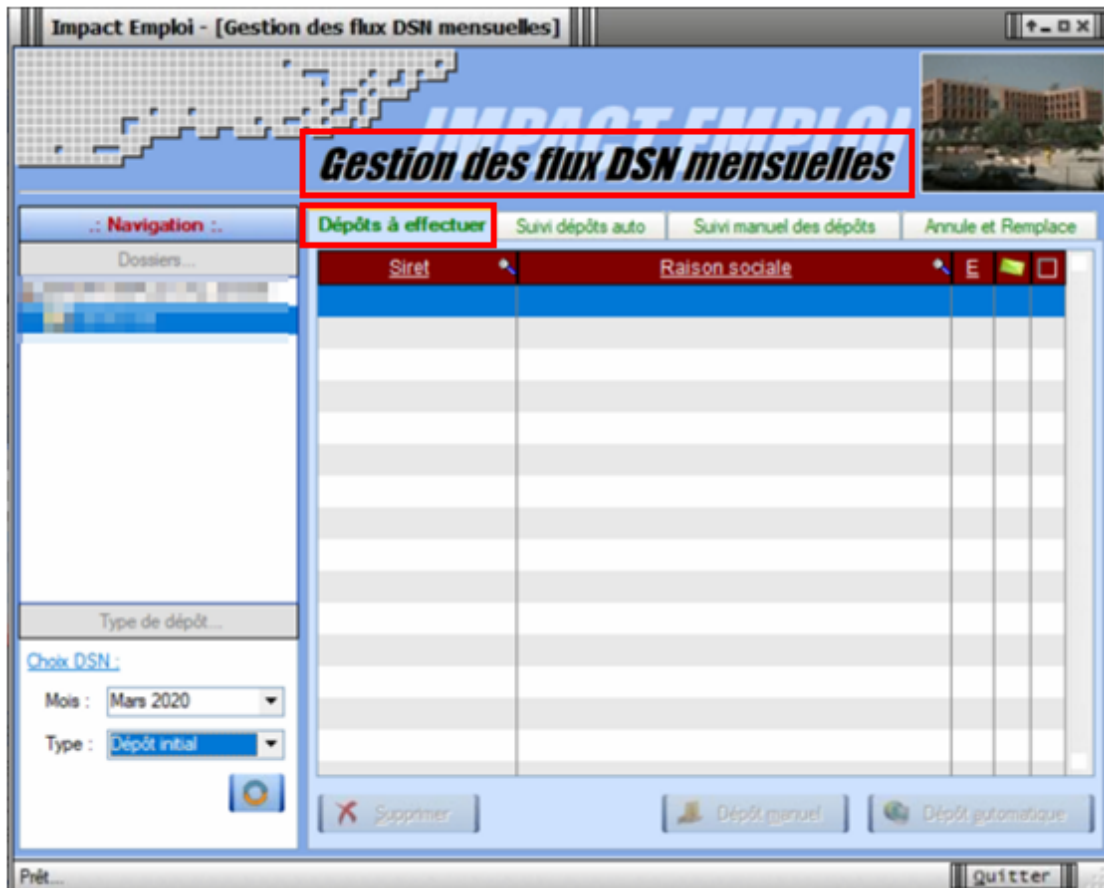 Impact Emploi - [Gestion des flux DSN mensuelles]
IMPACT EMPLOI
Gestion des flux DSN mensuelles
.: Navigation :.
Dossiers...
Dépôts à effectuer
Suivi dépôts auto
Suivi manuel des dépôts
Annule et Remplace
Siret
Raison sociale
E
Type de dépôt...
Choix DSN :
Mois : Mars 2020
Type : Dépôt initial
Supprimer
Dépôt manuel
Dépôt automatique
Prêt...
Quitter